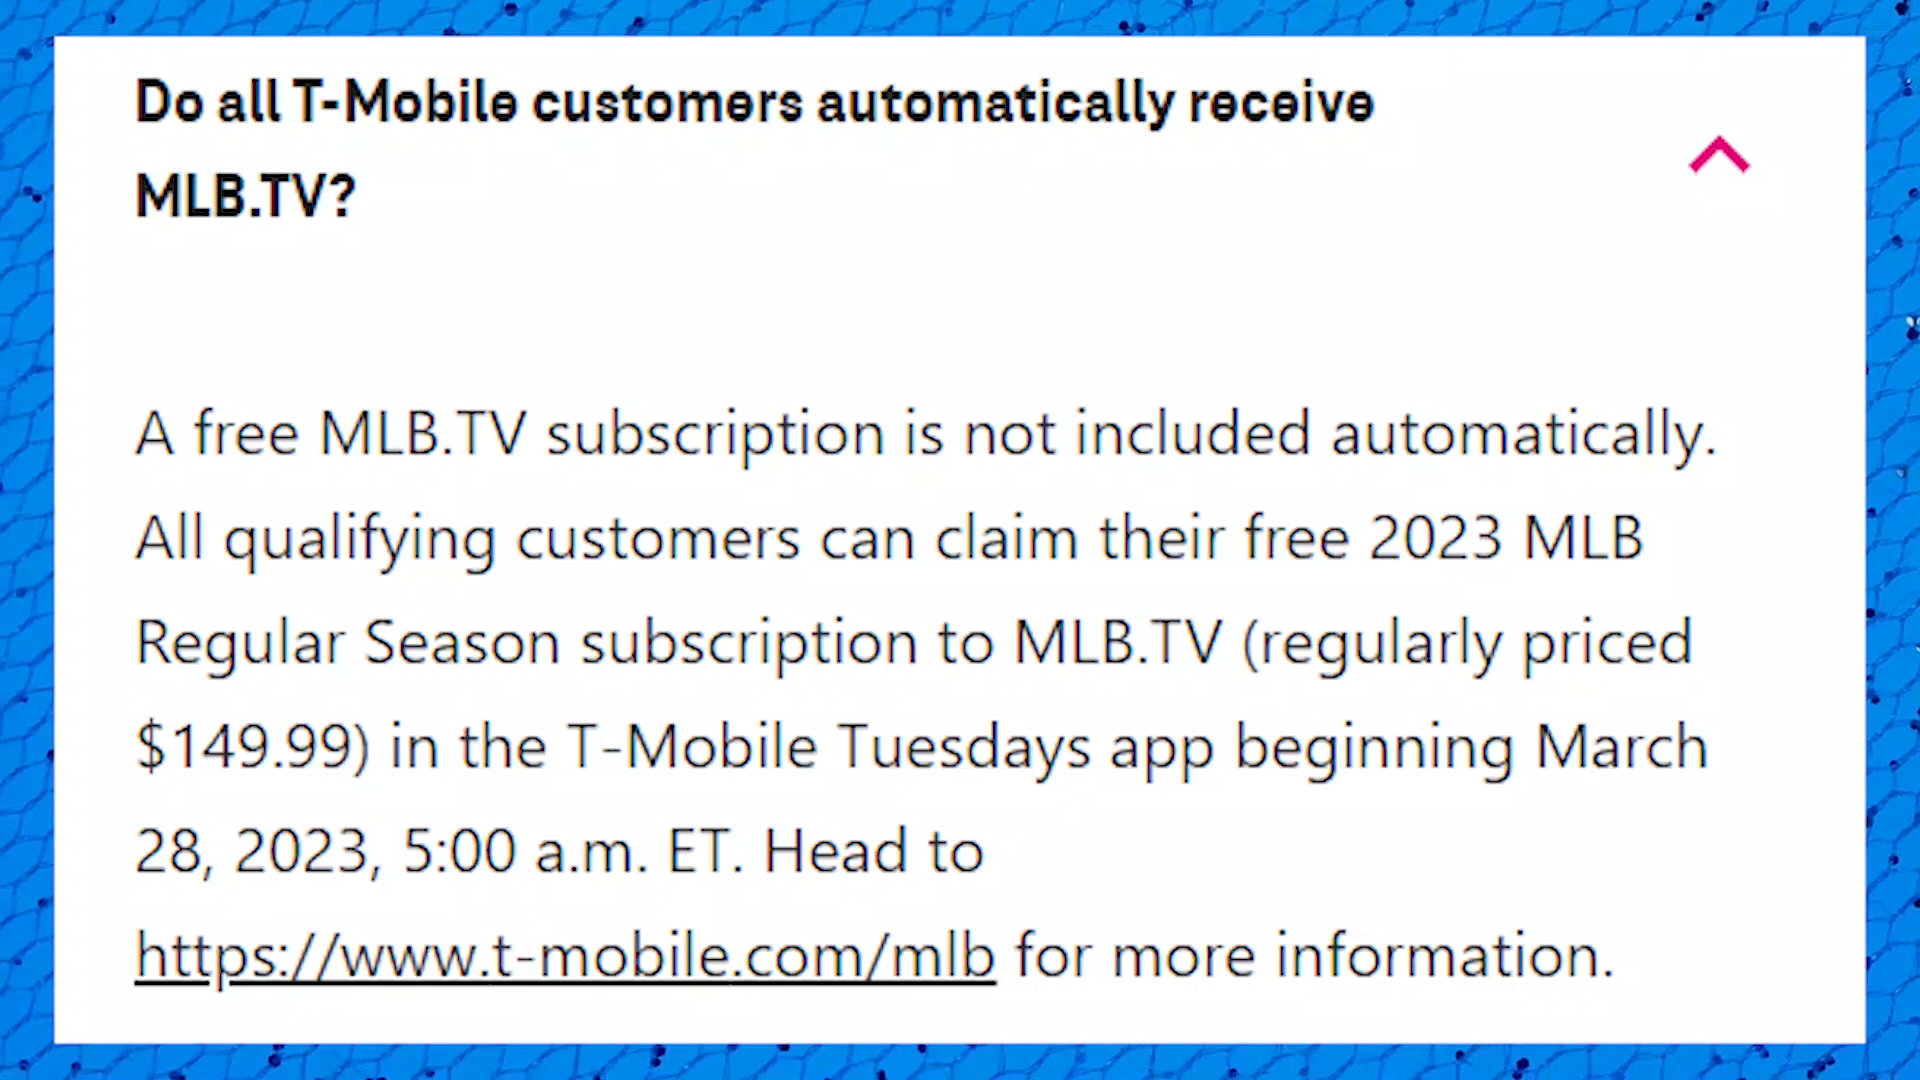 Do all T-Mobile customers automatically receive
MLB.TV?
A free MLB.TV subscription is not included automatically.
All qualifying customers can claim their free 2023 MLB
Regular Season subscription to MLB.TV (regularly priced
$149.99) in the T-Mobile Tuesdays app beginning March
28, 2023, 5:00 a.m. ET. Head to
https://www.t-mobile.com/mlb for more information.